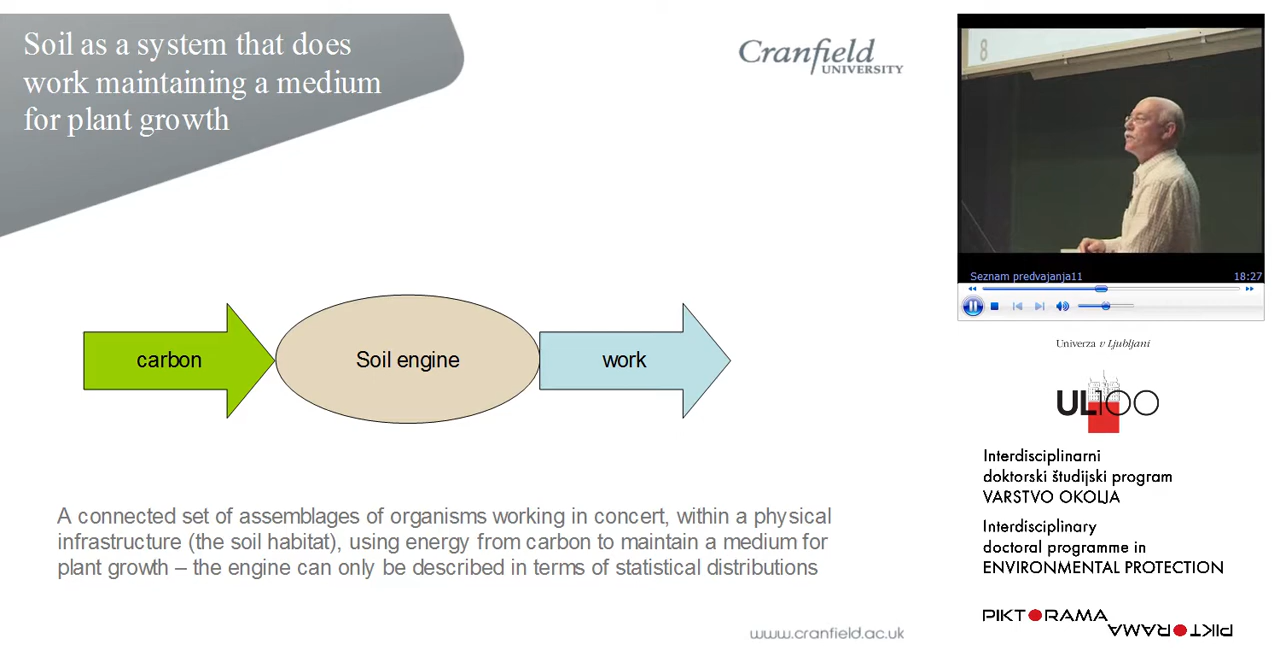 Soil as a system that does
work maintaining a medium
for plant growth
Cranfield
UNIVERSITY
carbon
Soil engine
work
A connected set of assemblages of organisms working in concert, within a physical
infrastructure (the soil habitat), using energy from carbon to maintain a medium for
plant growth – the engine can only be described in terms of statistical distributions
www.cranfield.ac.uk
8
Seznam predvajanja11
18:27
Univerza v Ljubljani
UL100
Interdisciplinarni
doktorski študijski program
VARSTVO OKOLJA
Interdisciplinary
doctoral programme in
ENVIRONMENTAL PROTECTION
PIKTORAMA
PIKTORAMA